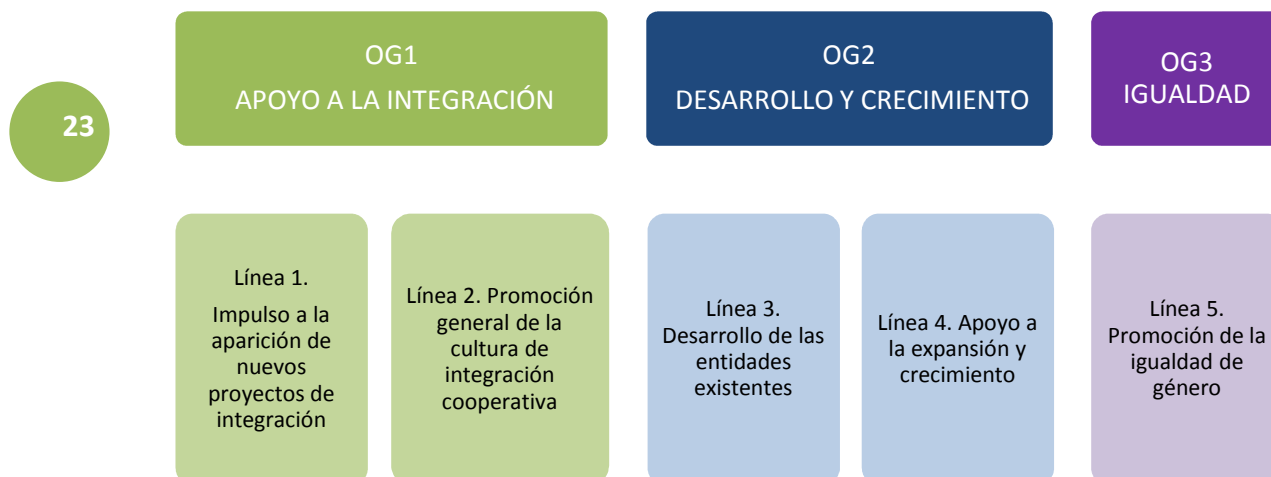 23
OG1
APOYO A LA INTEGRACIÓN
OG2
DESARROLLO Y CRECIMIENTO
OG3
IGUALDAD
Línea 1.
Impulso a la
aparición de
nuevos
proyectos de
integración
Línea 2. Promoción
general de la
cultura de
integración
cooperativa
Línea 3.
Desarrollo de las
entidades
existentes
Línea 4. Apoyo a
la expansión y
crecimiento
Línea 5.
Promoción de la
igualdad de
género